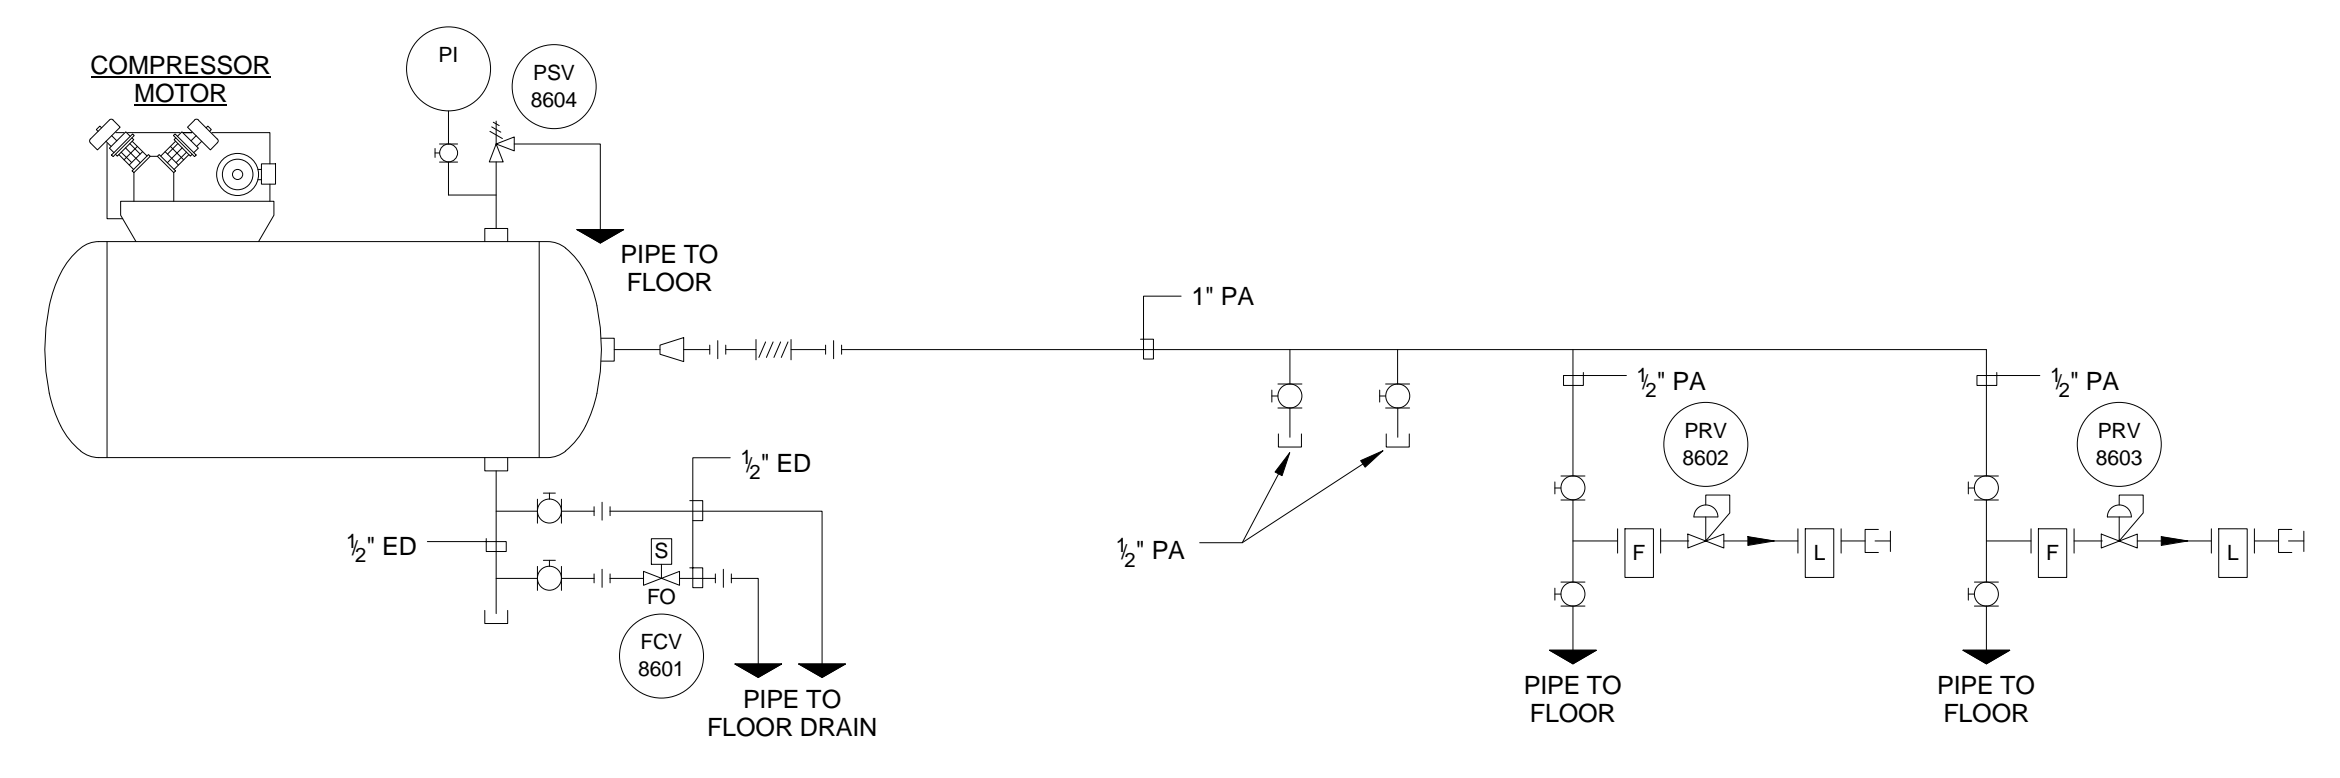 COMPRESSOR
MOTOR
PI
PSV
8604
PIPE TO
FLOOR
1" PA
½" PA
½" PA
PRV
8602
PRV
8603
½" ED
½" ED
½" PA
S
FO
FCV
8601
F
L
F
L
PIPE TO
FLOOR DRAIN
PIPE TO
FLOOR
PIPE TO
FLOOR